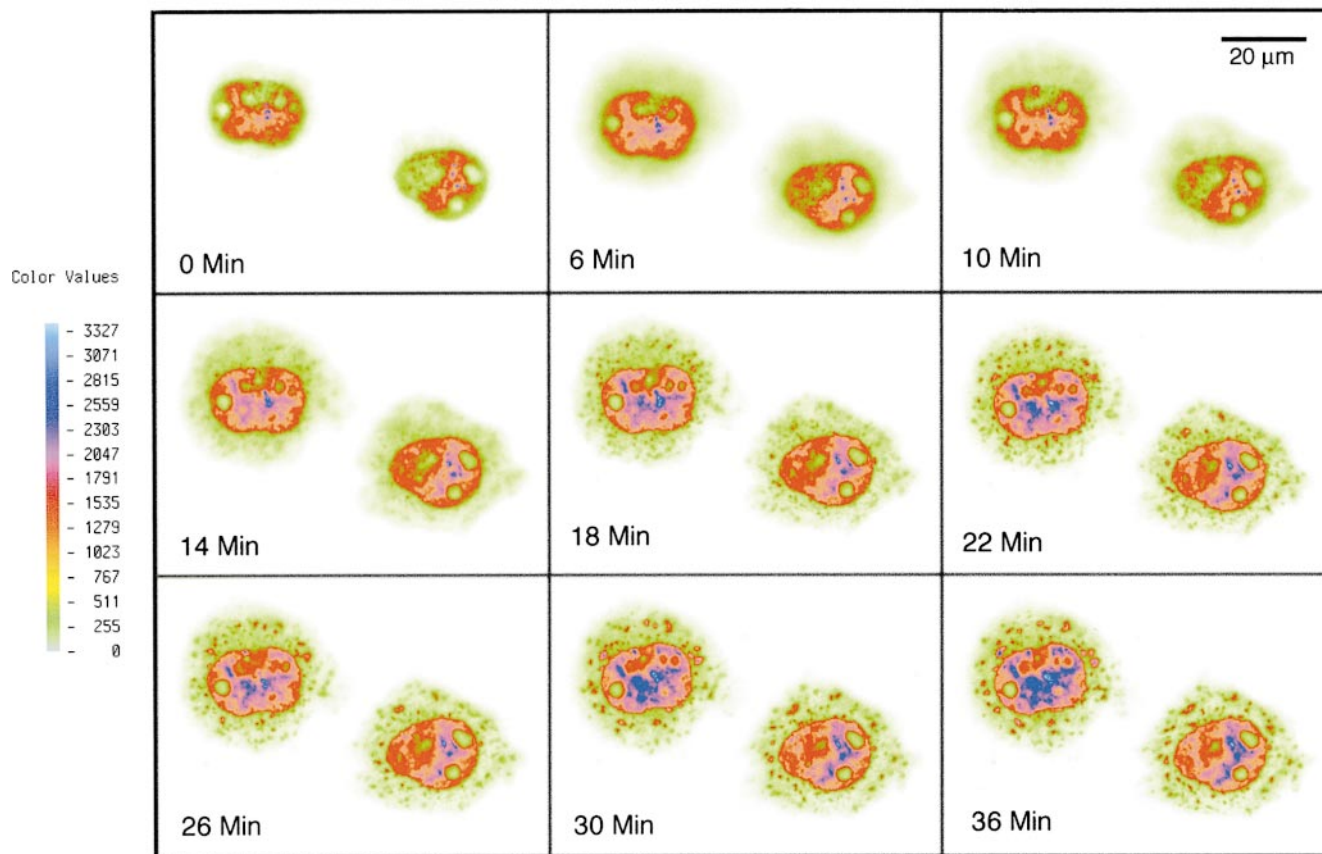 20 µm
0 Min
6 Min
10 Min
Color Values
- 3327
- 3071
- 2815
- 2559
- 2303
- 2047
- 1791
- 1535
- 1279
- 1023
- 767
- 511
- 255
- 0
14 Min
18 Min
22 Min
26 Min
30 Min
36 Min